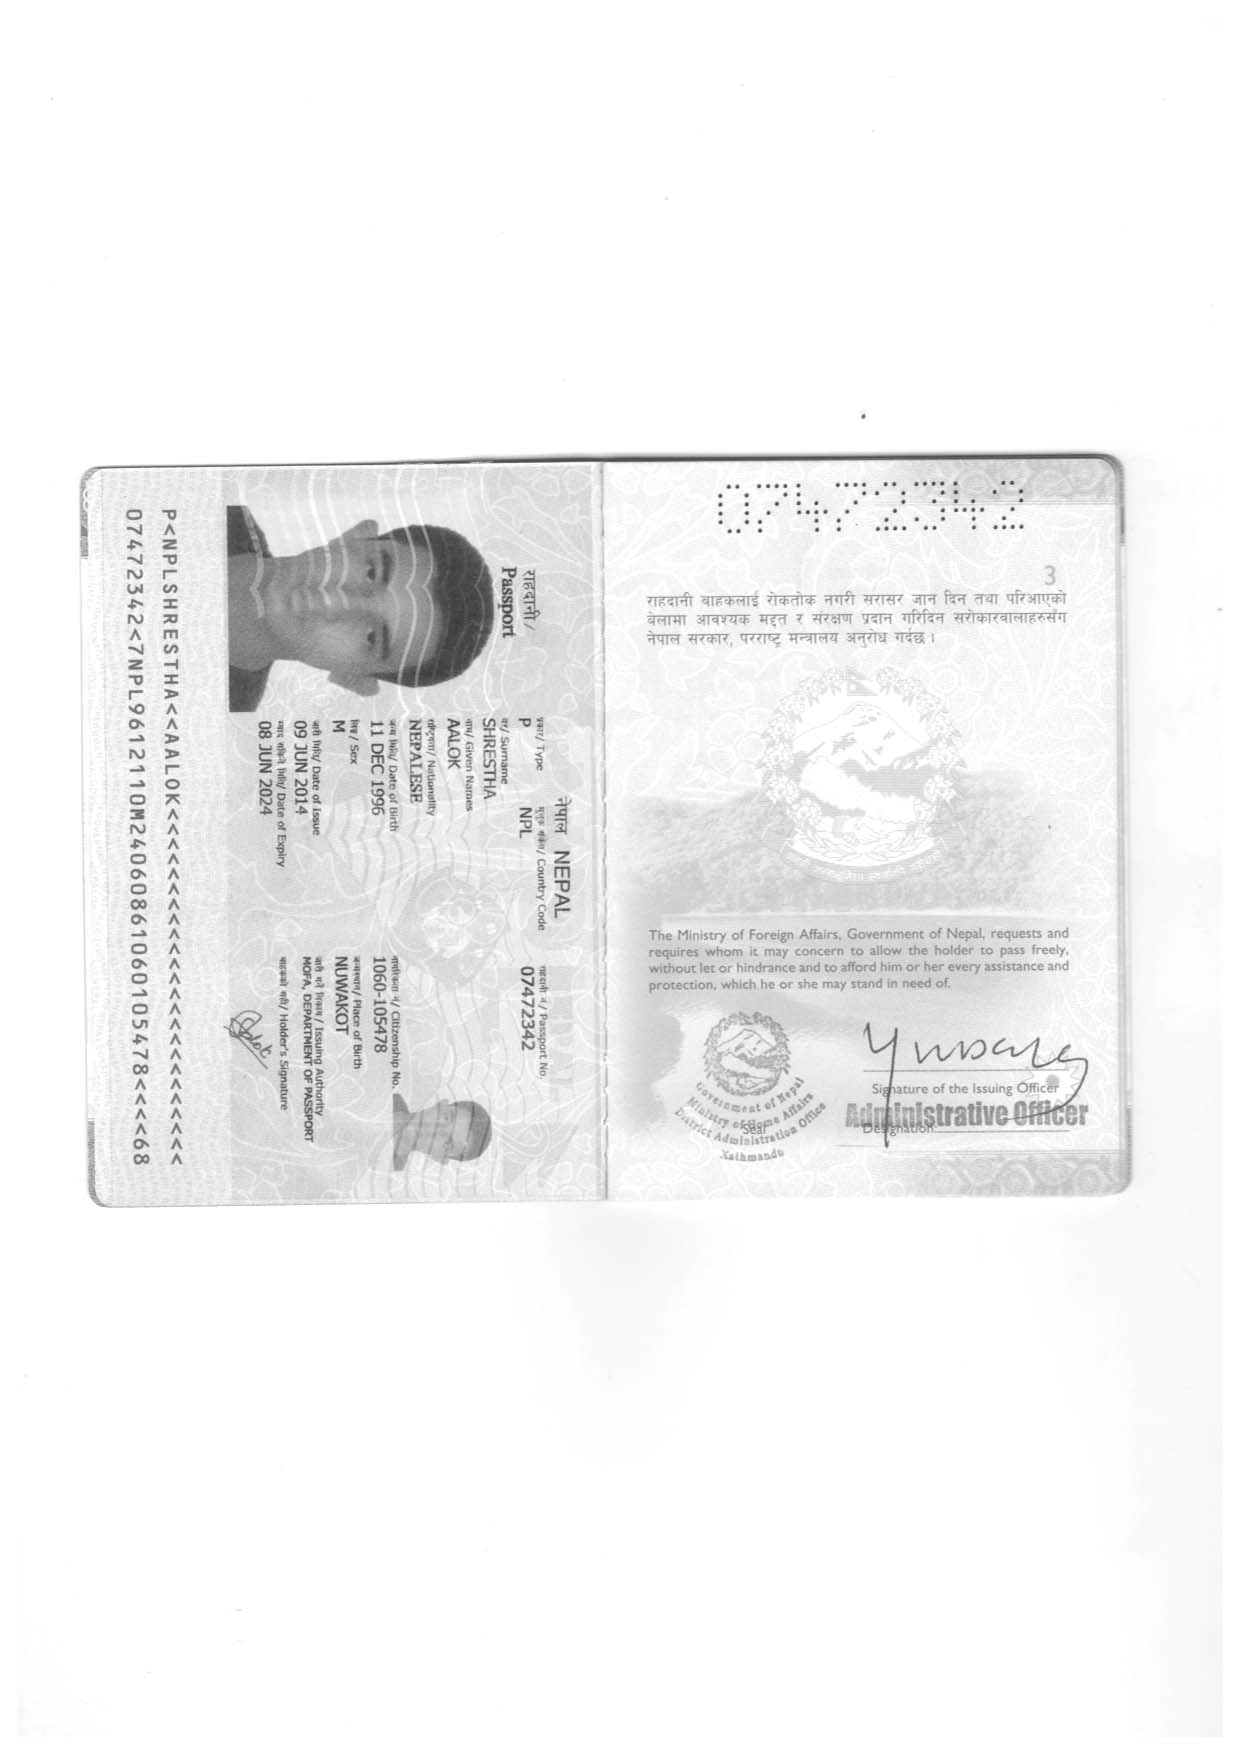 07472342
3
राहदानी बाहकलाई रोकतोक नगरी सरासर जान दिन तथा परिआएको
बेलामा आवश्यक मद्दत र संरक्षण प्रदान गरिदिन सरोकारवालाहरुसँग
नेपाल सरकार, परराष्ट्र मन्त्रालय अनुरोध गर्दछ ।
The Ministry of Foreign Affairs, Government of Nepal, requests and
requires whom it may concern to allow the holder to pass freely,
without let or hindrance and to afford him or her every assistance and
protection, which he or she may stand in need of.
Signature of the Issuing Officer
Administrative Officer
Designation
Seal
Government of Nepal
Ministry of Home Affairs
District Administration Office
Kathmandu
नेपाल NEPAL
राहदानी/
Passport
प्रकार/ Type
P
मुलुक संकेत/ Country Code
NPL
राहदानी नं/ Passport No.
07472342
थर/ Surname
SHRESTHA
नाम/ Given Names
AALOK
राष्ट्रियता/ Nationality
NEPALESE
जन्म मिति/ Date of Birth
11 DEC 1996
नागरिकता नं/ Citizenship No.
1060-105478
लिङ्ग/ Sex
M
जन्मस्थान/ Place of Birth
NUWAKOT
जारी मिति/ Date of Issue
09 JUN 2014
जारी गर्ने निकाय/ Issuing Authority
MOFA, DEPARTMENT OF PASSPORT
/ Date of Expiry
08 JUN 2024
वाहकको सही/ Holder's Signature
P<NPLSHRESTHA<<AALOK<<<<<<<<<<<<<<<<<<<<<<<<
07472342<7NPL9612110M24060861060105478<<<<68